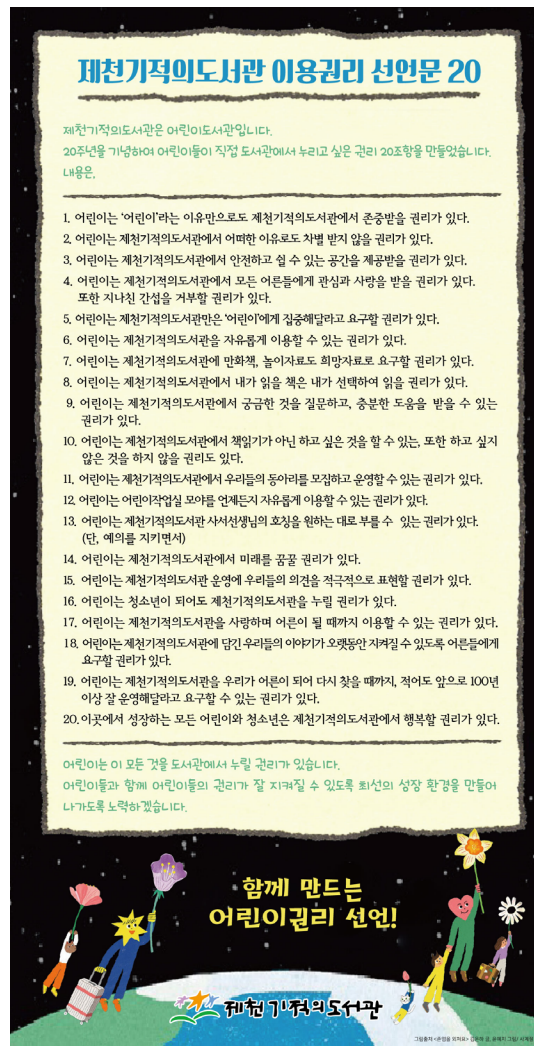 제천기적의도서관 이용권리 선언문 20
제천기적의도서관은 어린이도서관입니다.
20주년을 기념하여 어린이들이 직접 도서관에서 누리고 싶은 권리 20조항을 만들었습니다.
내용은,
1. 어린이는 '어린이'라는 이유만으로도 제천기적의도서관에서 존중받을 권리가 있다.
2. 어린이는 제천기적의도서관에서 어떠한 이유로도 차별 받지 않을 권리가 있다.
3. 어린이는 제천기적의도서관에서 안전하고 쉴 수 있는 공간을 제공받을 권리가 있다.
4. 어린이는 제천기적의도서관에서 모든 어른들에게 관심과 사랑을 받을 권리가 있다.
또한 지나친 간섭을 거부할 권리가 있다.
5. 어린이는 제천기적의도서관만은 '어린이'에게 집중해달라고 요구할 권리가 있다.
6. 어린이는 제천기적의도서관을 자유롭게 이용할 수 있는 권리가 있다.
7. 어린이는 제천기적의도서관에 만화책, 놀이자료도 희망자료로 요구할 권리가 있다.
8. 어린이는 제천기적의도서관에서 내가 읽을 책은 내가 선택하여 읽을 권리가 있다.
9. 어린이는 제천기적의도서관에서 궁금한 것을 질문하고, 충분한 도움을 받을 수 있는
권리가 있다.
10. 어린이는 제천기적의도서관에서 책읽기가 아닌 하고 싶은 것을 할 수 있는, 또한 하고 싶지
않은 것을 하지 않을 권리도 있다.
11. 어린이는 제천기적의도서관에서 우리들의 동아리를 모집하고 운영할 수 있는 권리가 있다.
12. 어린이는 어린이작업실 모야를 언제든지 자유롭게 이용할 수 있는 권리가 있다.
13. 어린이는 제천기적의도서관 사서선생님의 호칭을 원하는 대로 부를 수 있는 권리가 있다.
(단, 예의를 지키면서)
14. 어린이는 제천기적의도서관에서 미래를 꿈꿀 권리가 있다.
15. 어린이는 제천기적의도서관 운영에 우리들의 의견을 적극적으로 표현할 권리가 있다.
16. 어린이는 청소년이 되어도 제천기적의도서관을 누릴 권리가 있다.
17. 어린이는 제천기적의도서관을 사랑하며 어른이 될 때까지 이용할 수 있는 권리가 있다.
18. 어린이는 제천기적의도서관에 담긴 우리들의 이야기가 오랫동안 지켜질 수 있도록 어른들에게
요구할 권리가 있다.
19. 어린이는 제천기적의도서관을 우리가 어른이 되어 다시 찾을 때까지, 적어도 앞으로 100년
이상 잘 운영해달라고 요구할 수 있는 권리가 있다.
20. 이곳에서 성장하는 모든 어린이와 청소년은 제천기적의도서관에서 행복할 권리가 있다.
어린이는 이 모든 것을 도서관에서 누릴 권리가 있습니다.
어린이들과 함께 어린이들의 권리가 잘 지켜질 수 있도록 최선의 성장 환경을 만들어
나가도록 노력하겠습니다.
함께 만드는
어린이권리 선언!
제천기적의도서관
그림출처 <손님을 외쳐요>